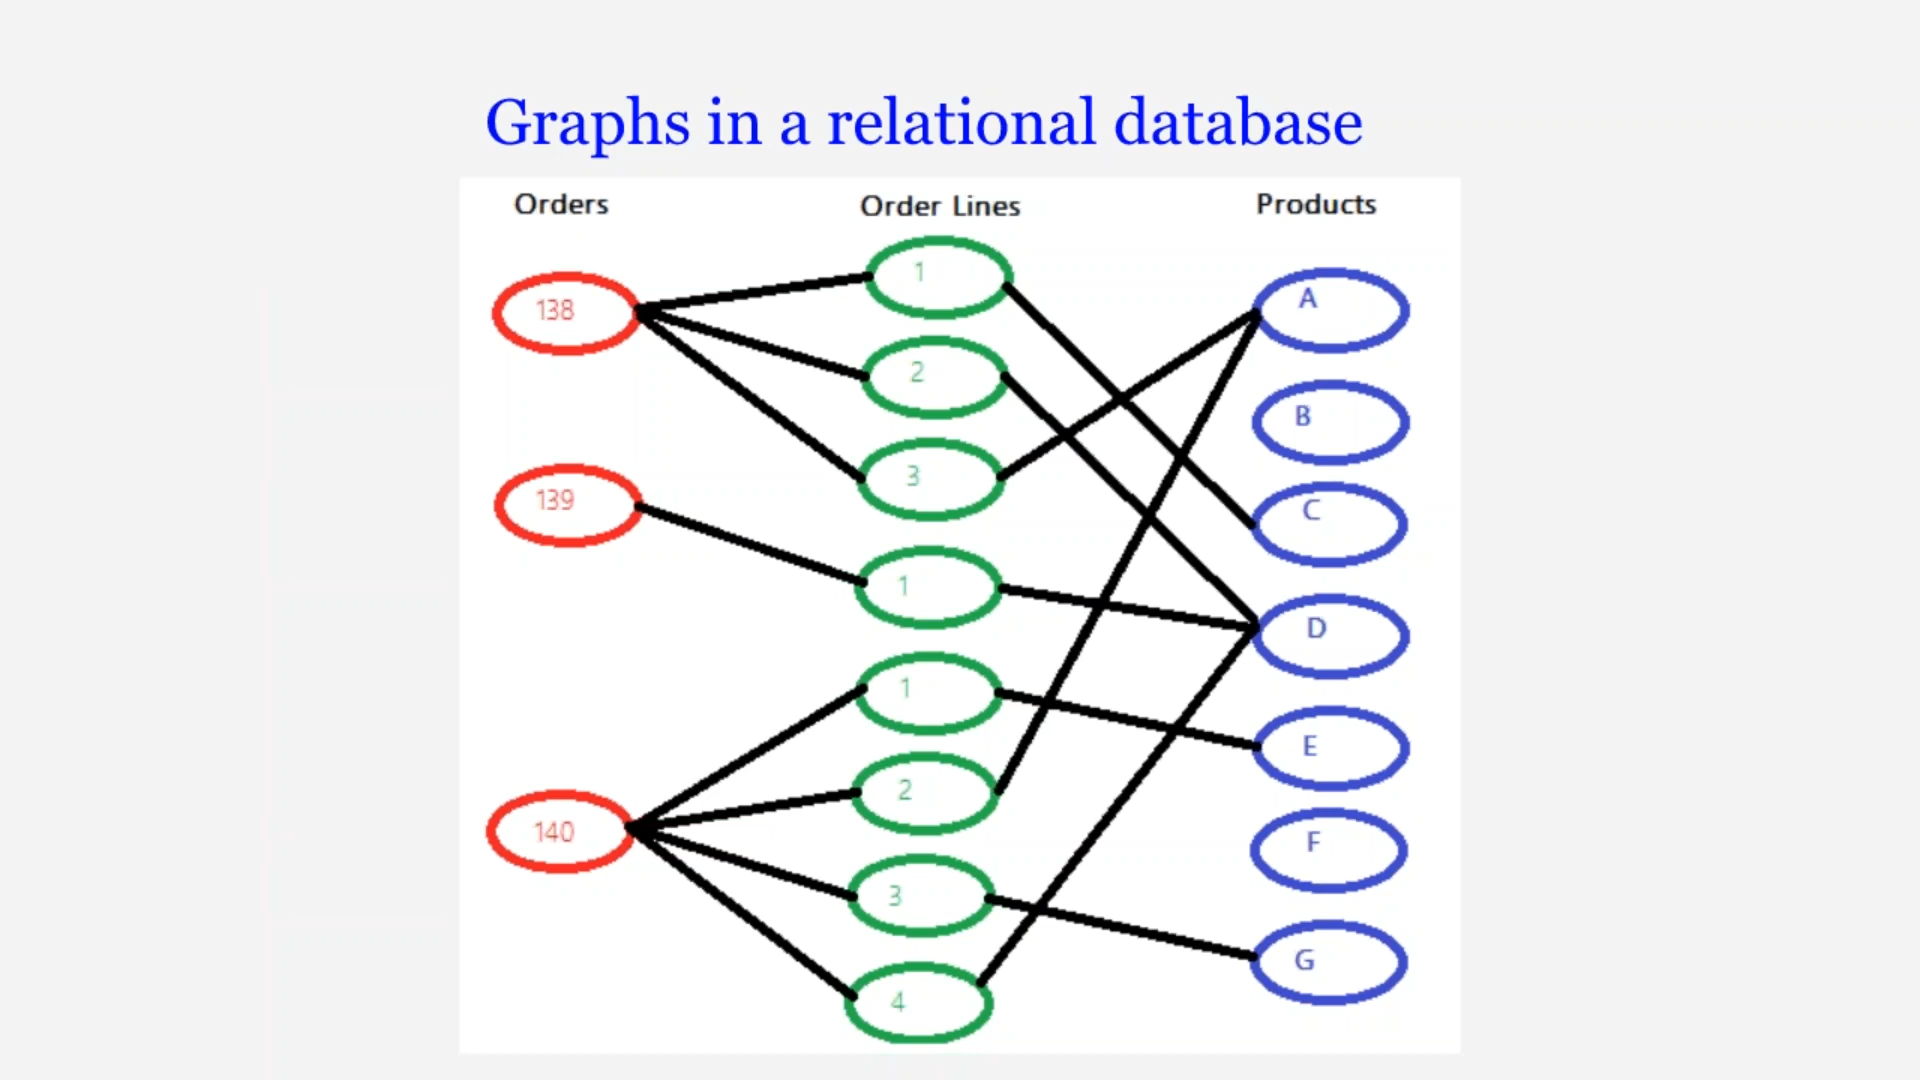 Graphs in a relational database
Orders
Order Lines
Products
138
139
140
1
2
3
1
1
2
3
4
A
B
C
D
E
F
G